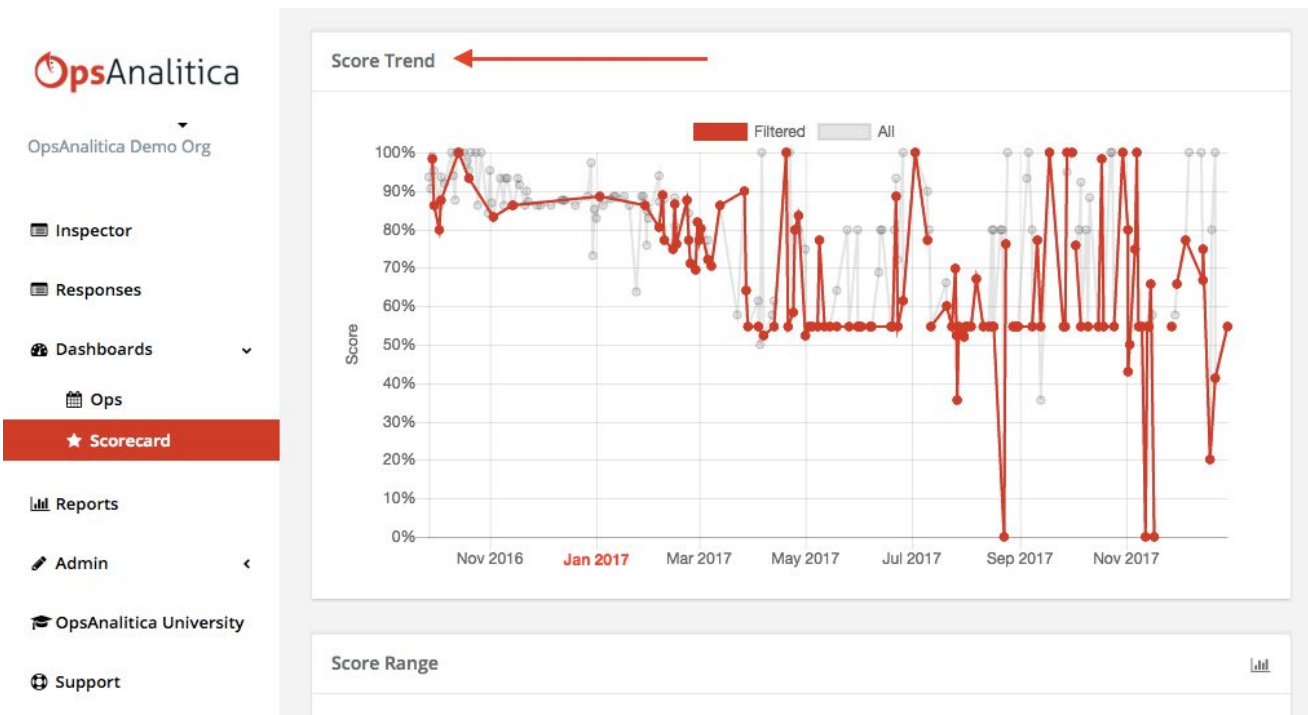 OpsAnalitica
OpsAnalitica Demo Org
Inspector
Responses
Dashboards
Ops
Scorecard
Reports
Admin
OpsAnalitica University
Support
Score Trend
Filtered
All
100%
90%
80%
70%
60%
50%
40%
30%
20%
10%
0%
Score
Nov 2016 Jan 2017 Mar 2017 May 2017 Jul 2017 Sep 2017 Nov 2017
Score Range